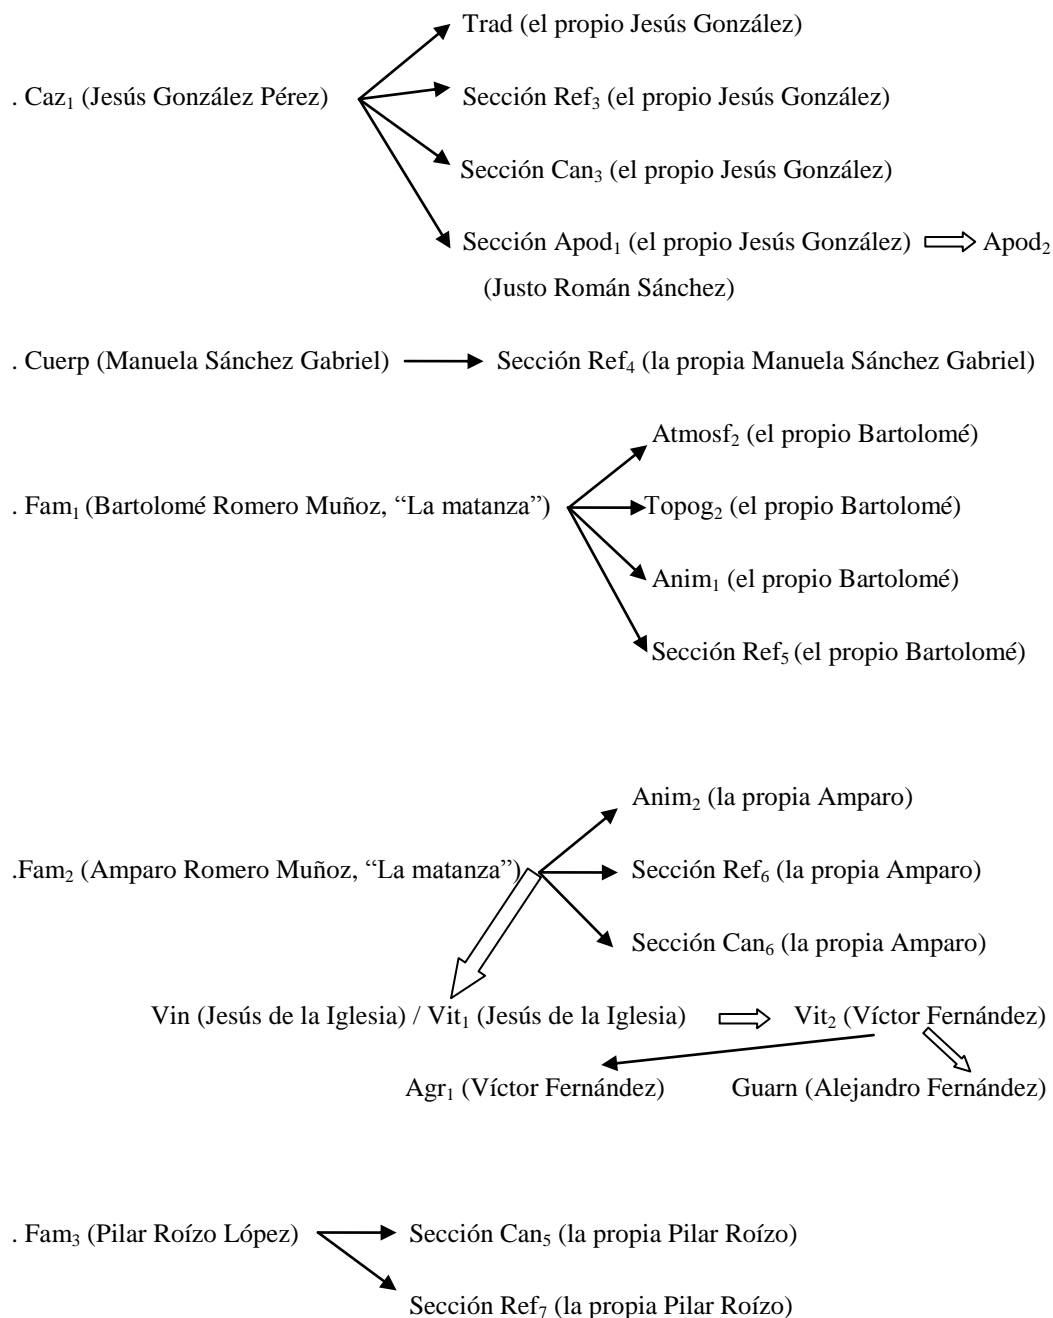 Trad (el propio Jesús González)
. Caz₁ (Jesús González Pérez) Sección Ref₃ (el propio Jesús González)
Sección Can₃ (el propio Jesús González)
Sección Apod₁ (el propio Jesús González) Apod₂
(Justo Román Sánchez)
. Cuerp (Manuela Sánchez Gabriel) Sección Ref₄ (la propia Manuela Sánchez Gabriel)
Atmosf₂ (el propio Bartolomé)
. Fam₁ (Bartolomé Romero Muñoz, “La matanza”) Topog₂ (el propio Bartolomé)
Anim₁ (el propio Bartolomé)
Sección Ref₅ (el propio Bartolomé)
Anim₂ (la propia Amparo)
.Fam₂ (Amparo Romero Muñoz, “La matanza”) Sección Ref₆ (la propia Amparo)
Sección Can₆ (la propia Amparo)
Vin (Jesús de la Iglesia) / Vit₁ (Jesús de la Iglesia) Vit₂ (Víctor Fernández)
Agr₁ (Víctor Fernández) Guarn (Alejandro Fernández)
. Fam₃ (Pilar Roízo López) Sección Can₅ (la propia Pilar Roízo)
Sección Ref₇ (la propia Pilar Roízo)